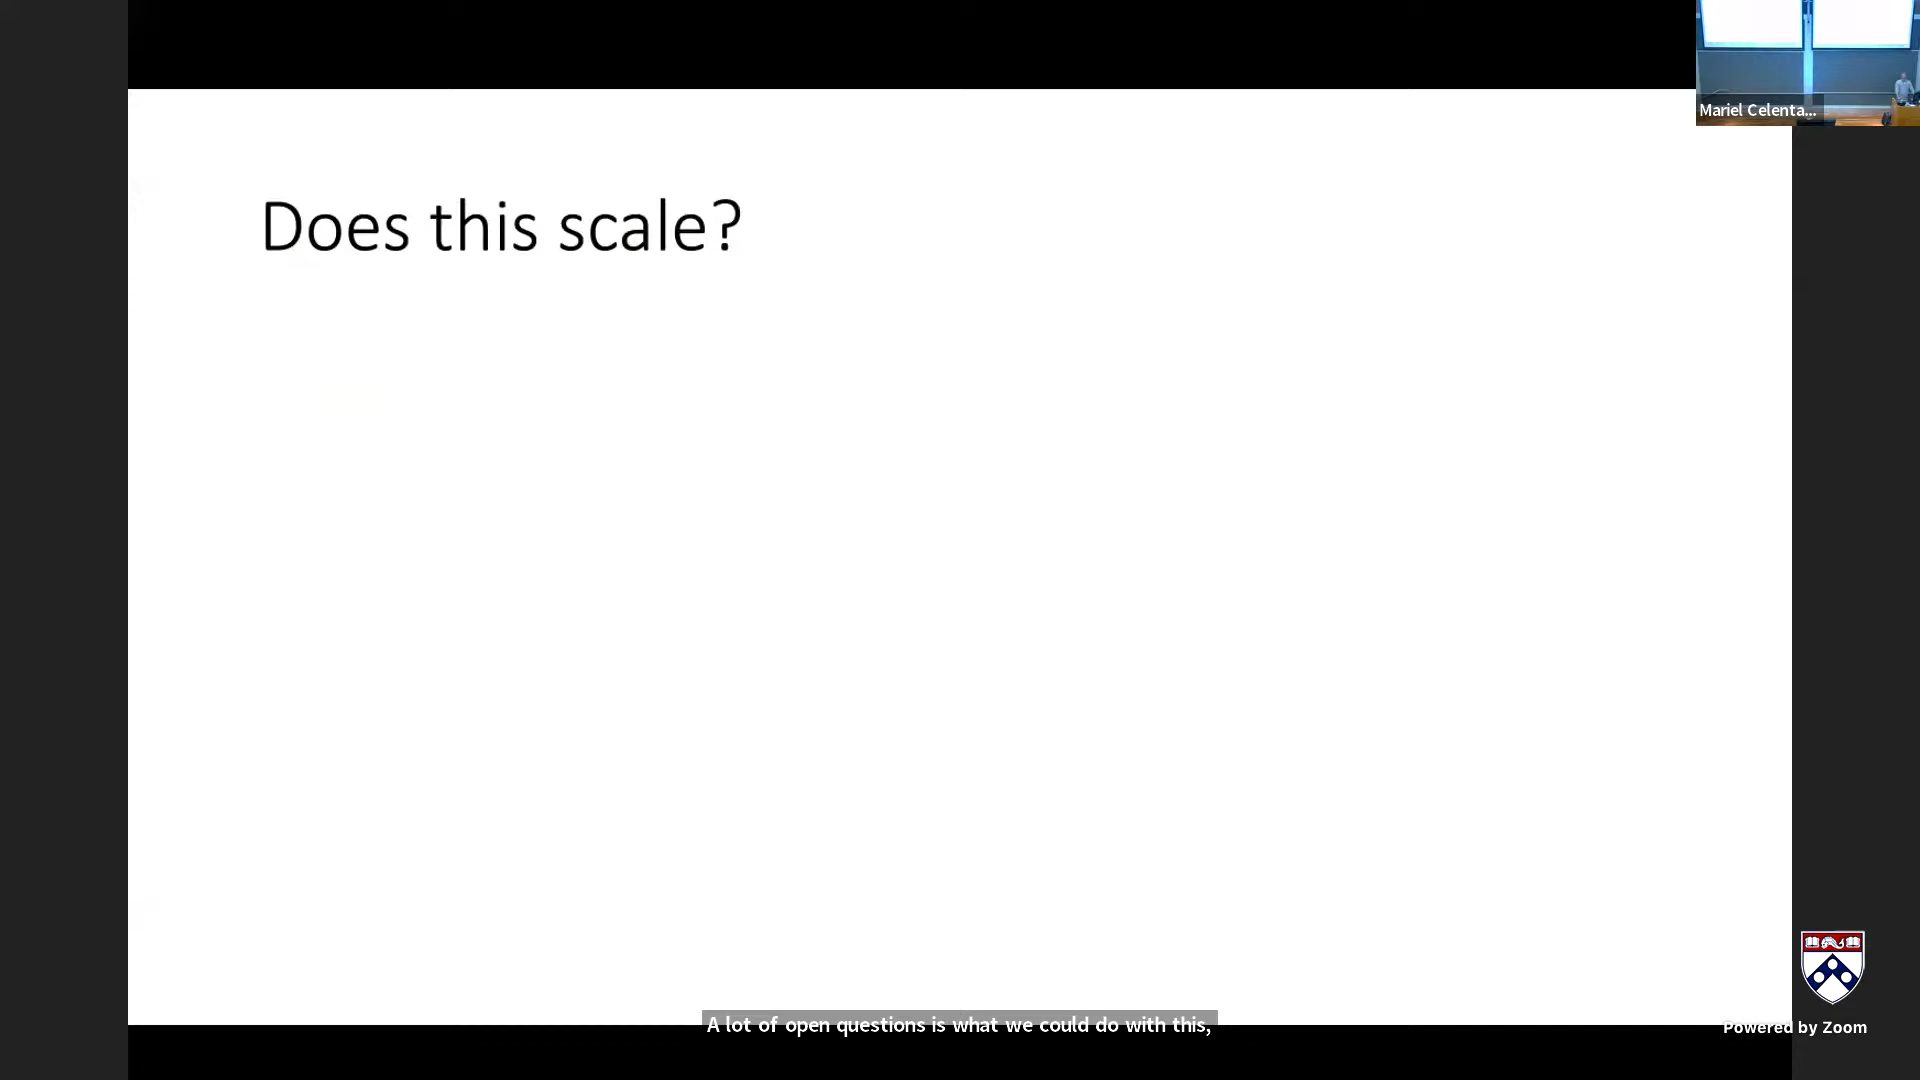 Mariel Celenta...
Does this scale?
A lot of open questions is what we could do with this,
Powered by Zoom